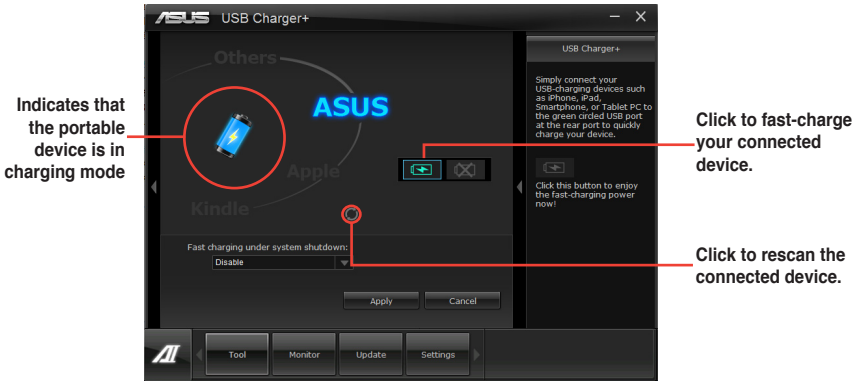 ASUS USB Charger+
Others
ASUS
Apple
Kindle
Fast charging under system shutdown:
Disable
Apply Cancel
USB Charger+
Simply connect your
USB-charging devices such
as iPhone, iPad,
Smartphone, or Tablet PC to
the green circled USB port
at the rear port to quickly
charge your device.
Click this button to enjoy
the fast-charging power
now!
Tool Monitor Update Settings
Indicates that
the portable
device is in
charging mode
Click to fast-charge
your connected
device.
Click to rescan the
connected device.